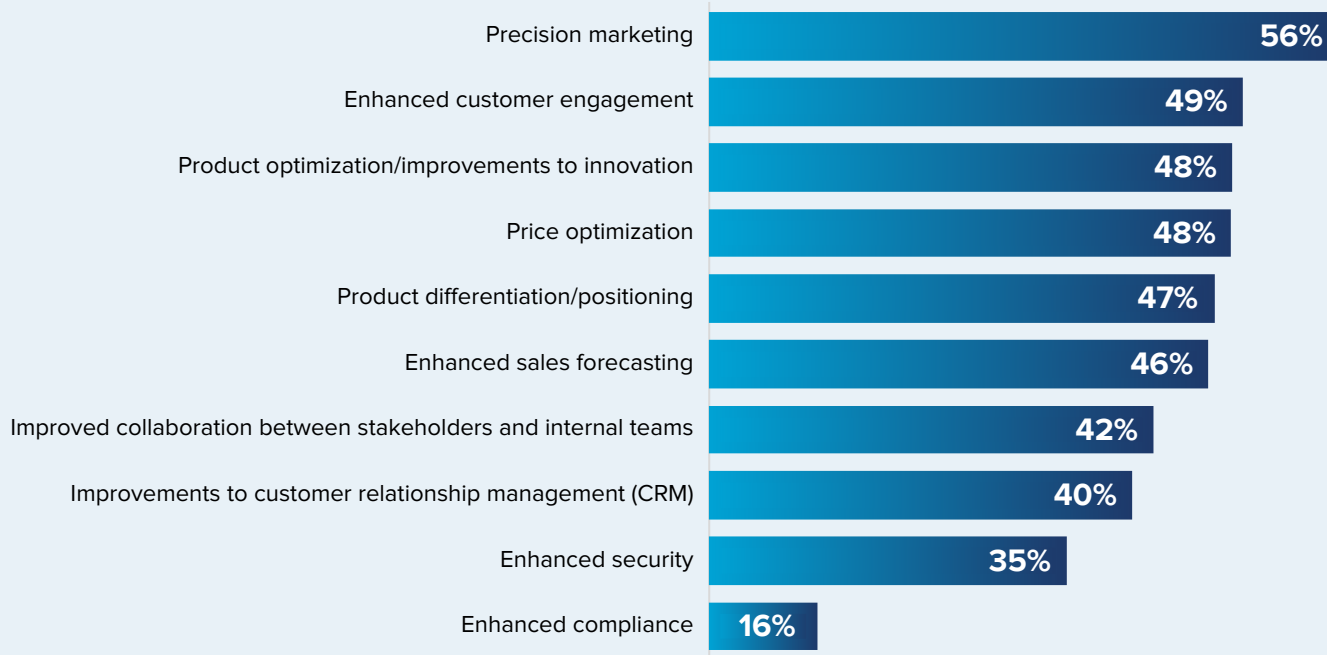 Precision marketing 56%
Enhanced customer engagement 49%
Product optimization/improvements to innovation 48%
Price optimization 48%
Product differentiation/positioning 47%
Enhanced sales forecasting 46%
Improved collaboration between stakeholders and internal teams 42%
Improvements to customer relationship management (CRM) 40%
Enhanced security 35%
Enhanced compliance 16%